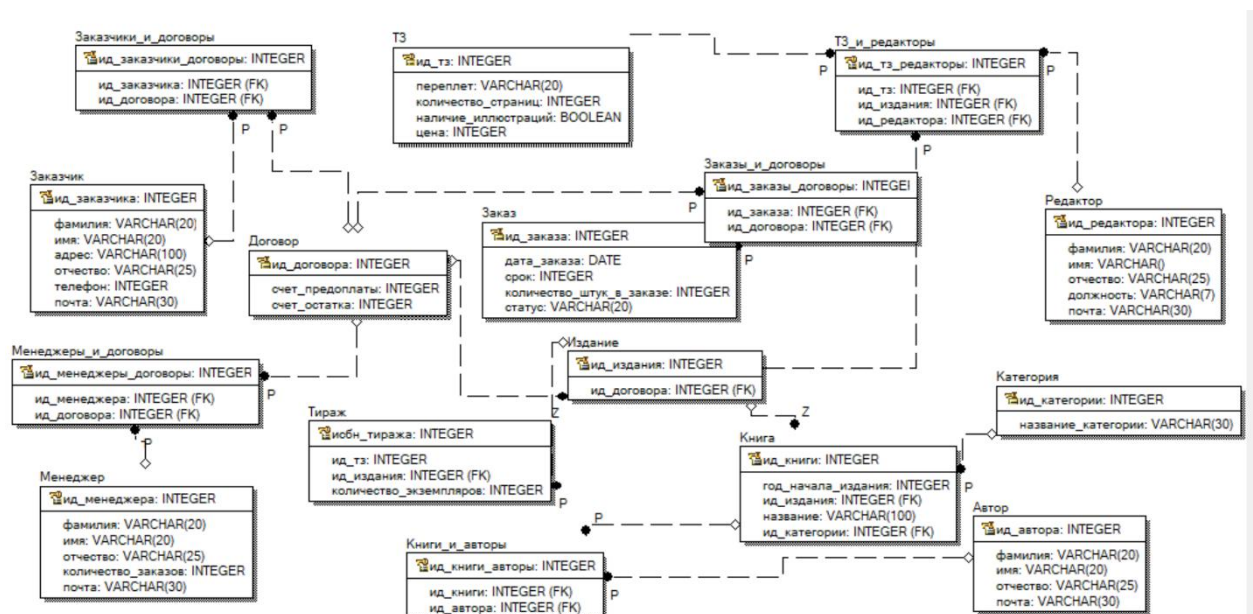 Заказчики_и_договоры
ид_заказчики_договоры: INTEGER
ид_заказчика: INTEGER (FK)
ид_договора: INTEGER (FK)
P
P
ТЗ
ид_тз: INTEGER
переплет: VARCHAR(20)
количество_страниц: INTEGER
наличие_иллюстраций: BOOLEAN
цена: INTEGER
ТЗ_и_редакторы
ид_тз_редакторы: INTEGER
ид_тз: INTEGER (FK)
ид_издания: INTEGER (FK)
ид_редактора: INTEGER (FK)
P
P
P
Заказчик
ид_заказчика: INTEGER
фамилия: VARCHAR(20)
имя: VARCHAR(20)
адрес: VARCHAR(100)
отчество: VARCHAR(25)
телефон: INTEGER
почта: VARCHAR(30)
Заказы_и_договоры
ид_заказы_договоры: INTEGEI
ид_заказа: INTEGER (FK)
ид_договора: INTEGER (FK)
P
P
Заказ
ид_заказа: INTEGER
дата_заказа: DATE
срок: INTEGER
количество_штук_в_заказе: INTEGER
статус: VARCHAR(20)
Редактор
ид_редактора: INTEGER
фамилия: VARCHAR(20)
имя: VARCHAR()
отчество: VARCHAR(25)
должность: VARCHAR(7)
почта: VARCHAR(30)
Договор
ид_договора: INTEGER
счет_предоплаты: INTEGER
счет_остатка: INTEGER
Менеджеры_и_договоры
ид_менеджеры_договоры: INTEGER
ид_менеджера: INTEGER (FK)
ид_договора: INTEGER (FK)
P
P
Издание
ид_издания: INTEGER
ид_договора: INTEGER (FK)
Z
Z
Категория
ид_категории: INTEGER
название_категории: VARCHAR(30)
Тираж
исбн_тиража: INTEGER
ид_тз: INTEGER
ид_издания: INTEGER (FK)
количество_экземпляров: INTEGER
P
Книга
ид_книги: INTEGER
год_начала_издания: INTEGER
ид_издания: INTEGER (FK)
название: VARCHAR(100)
ид_категории: INTEGER (FK)
P
P
Менеджер
ид_менеджера: INTEGER
фамилия: VARCHAR(20)
имя: VARCHAR(20)
отчество: VARCHAR(25)
количество_заказов: INTEGER
почта: VARCHAR(30)
Автор
ид_автора: INTEGER
фамилия: VARCHAR(20)
имя: VARCHAR(20)
отчество: VARCHAR(25)
почта: VARCHAR(30)
Книги_и_авторы
ид_книги_авторы: INTEGER
ид_книги: INTEGER (FK)
ид_автора: INTEGER (FK)
P